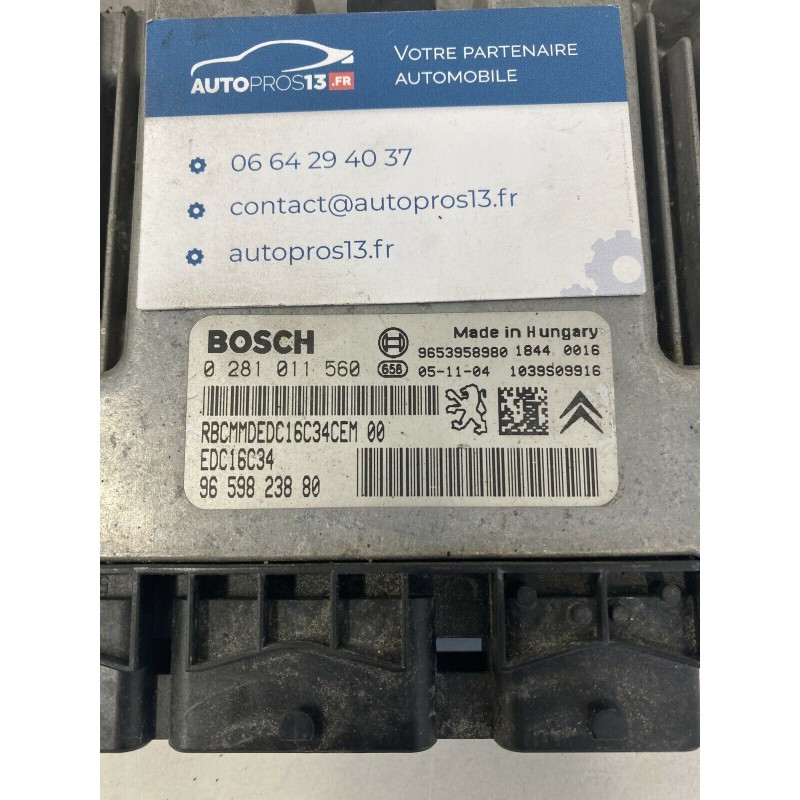 AUTOPROS13.FR
VOTRE PARTENAIRE
AUTOMOBILE
06 64 29 40 37
contact@autopros13.fr
autopros13.fr
BOSCH
Made in Hungary
9653958980 1844 0016
0 281 011 560 658 05-11-04 1039S09916
RBCMMDEDC16C34CEM 00
EDC16C34
96 598 238 80